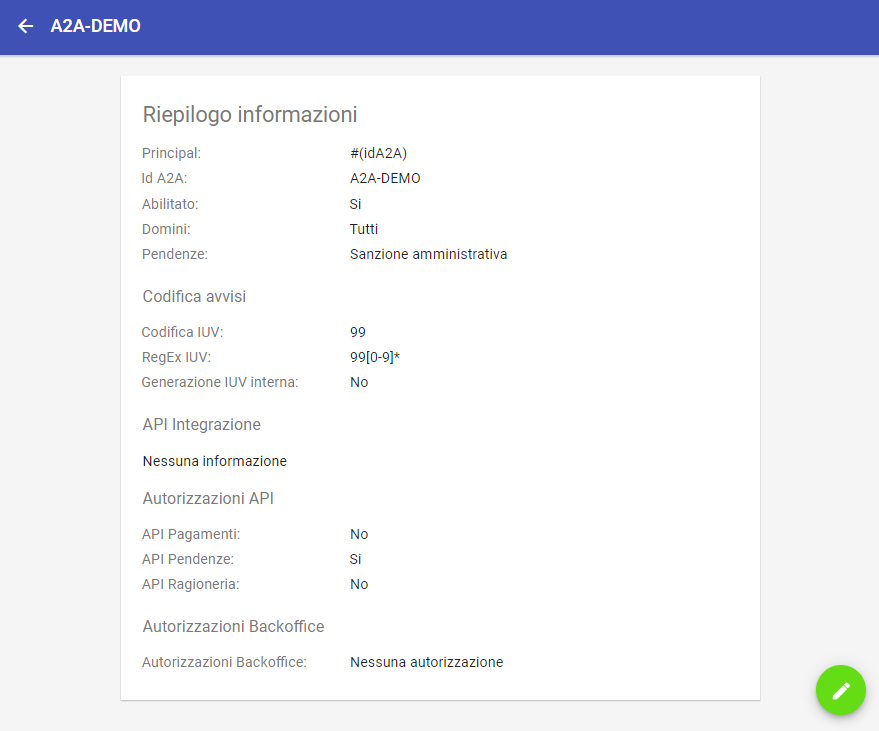 A2A-DEMO
Riepilogo informazioni
Principal: #(idA2A)
Id A2A: A2A-DEMO
Abilitato: Si
Domini: Tutti
Pendenze: Sanzione amministrativa
Codifica avvisi
Codifica IUV: 99
RegEx IUV: 99[0-9]*
Generazione IUV interna: No
API Integrazione
Nessuna informazione
Autorizzazioni API
API Pagamenti: No
API Pendenze: Si
API Ragioneria: No
Autorizzazioni Backoffice
Autorizzazioni Backoffice: Nessuna autorizzazione